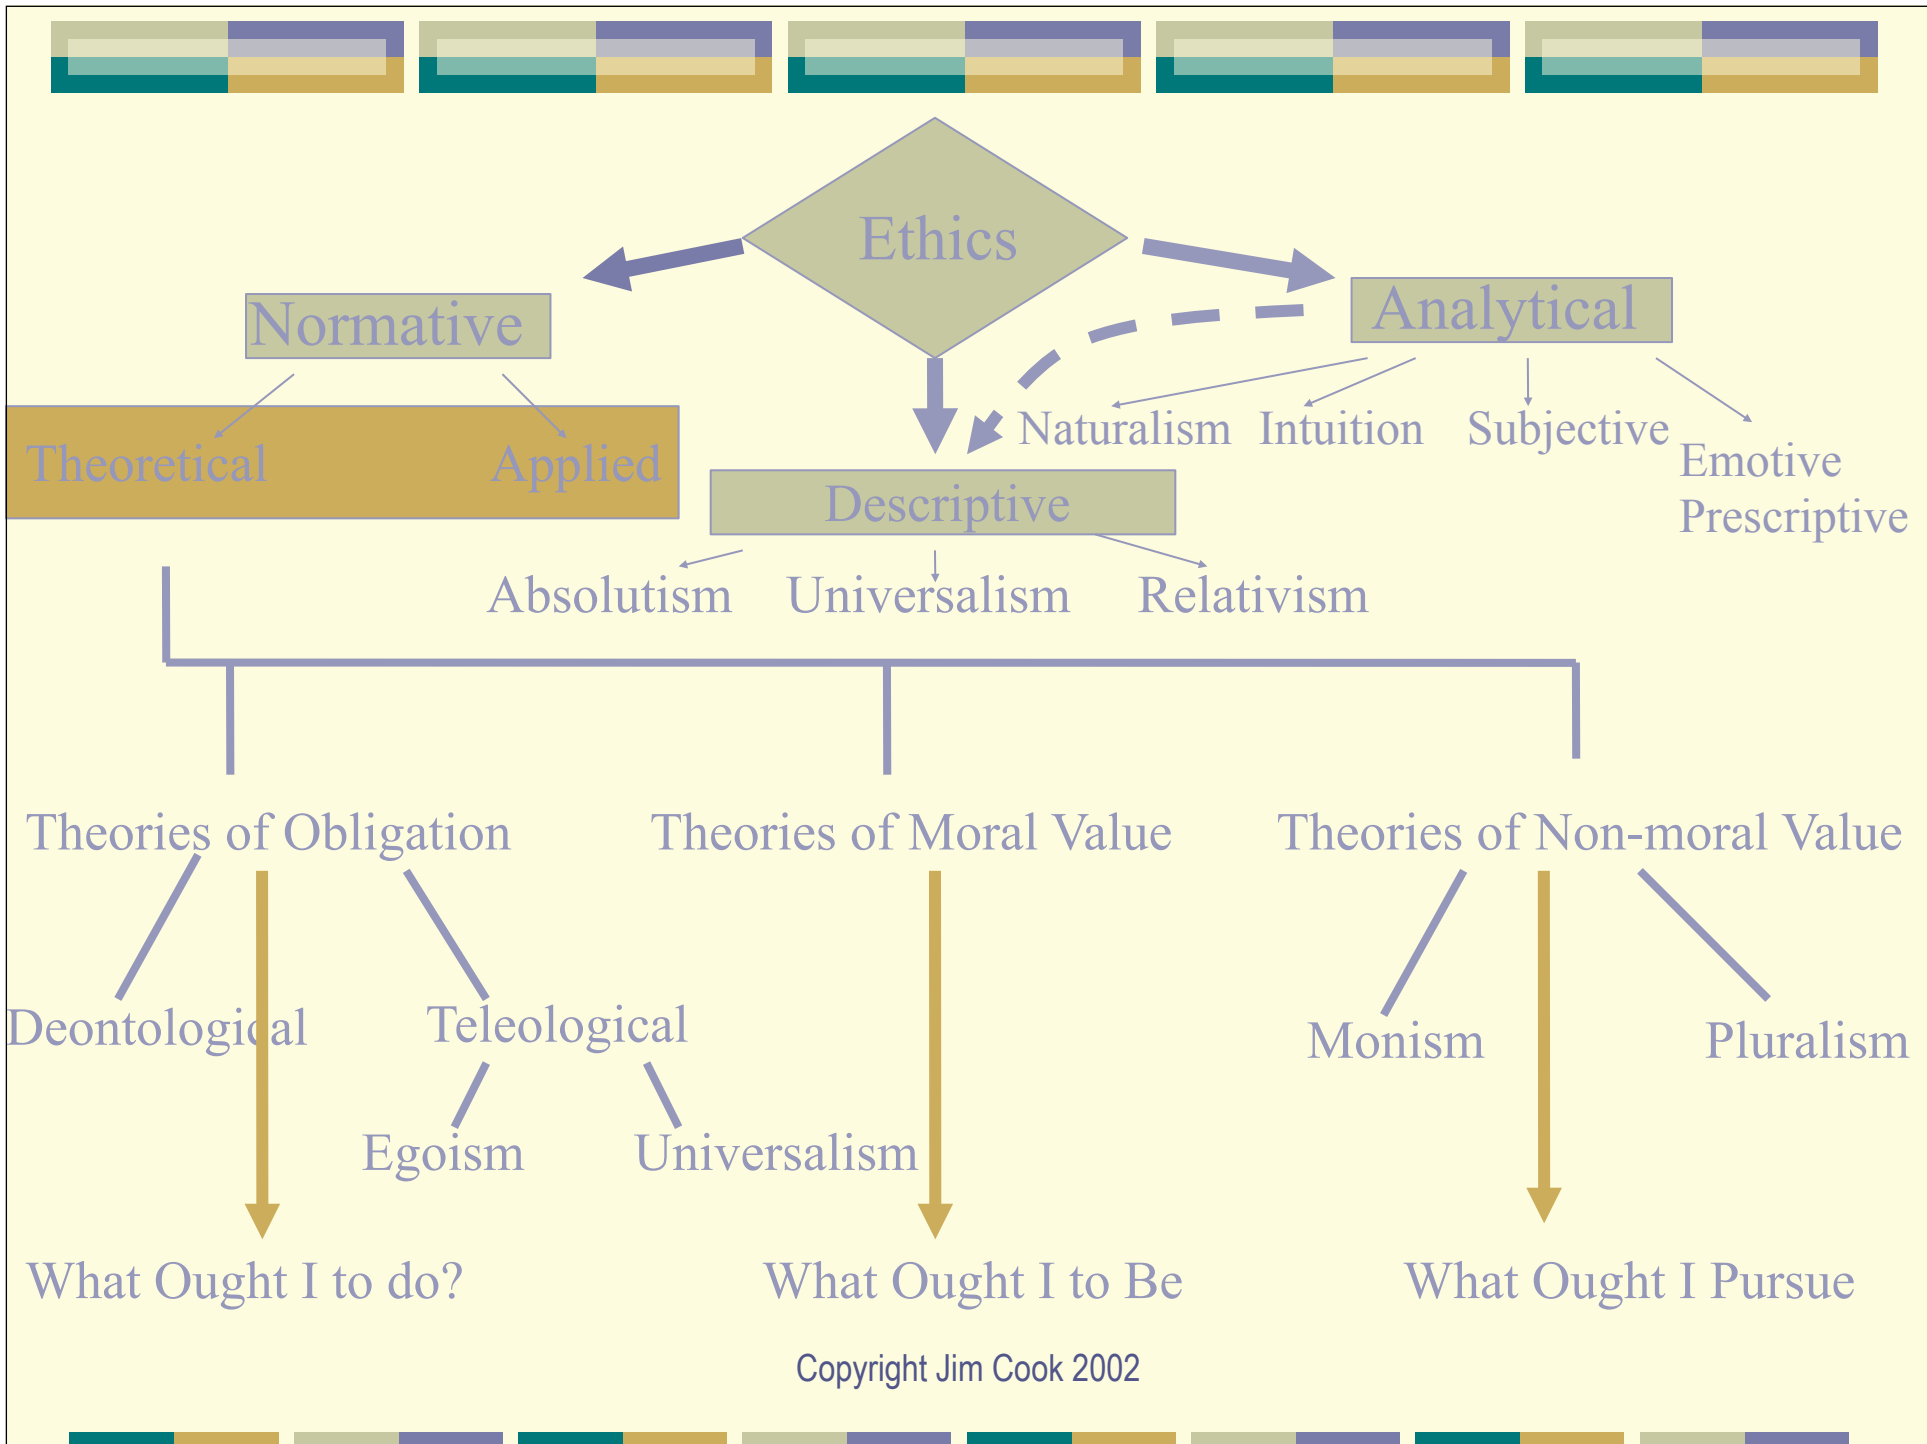 Ethics
Normative
Analytical
Theoretical
Applied
Naturalism
Intuition
Subjective
Emotive
Prescriptive
Descriptive
Absolutism
Universalism
Relativism
Theories of Obligation
Theories of Moral Value
Theories of Non-moral Value
Deontological
Teleological
Monism
Pluralism
Egoism
Universalism
What Ought I to do?
What Ought I to Be
What Ought I Pursue
Copyright Jim Cook 2002